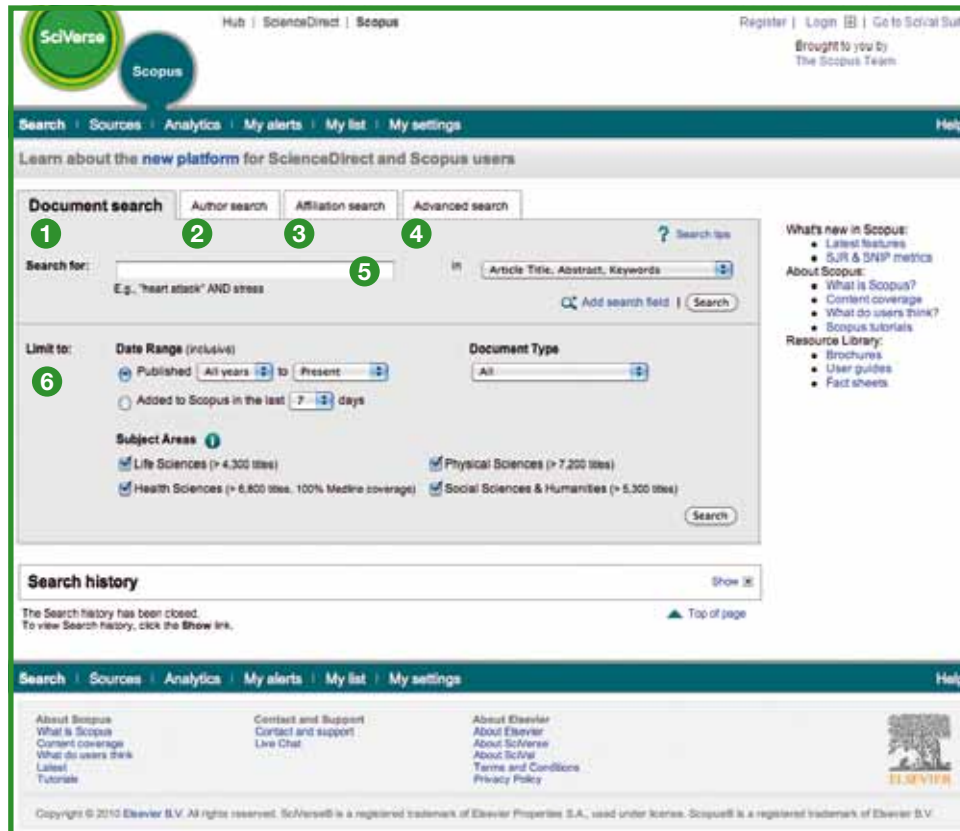 SciVerse
Scopus
Hub | ScienceDirect | Scopus
Register | Login | Go to SciVal Suit
Brought to you by
The Scopus Team
Search Sources Analytics My alerts My list My settings Help
Learn about the new platform for ScienceDirect and Scopus users
Document search Author search Affiliation search Advanced search
1 2 3 4
? Search tips
Search for: 5 in Article Title, Abstract, Keywords
E.g., "heart attack" AND stress
Add search field | Search
Limit to: Date Range (inclusive) Document Type
6 Published All years to Present All
Added to Scopus in the last 7 days
Subject Areas i
Life Sciences (> 4,300 titles) Physical Sciences (> 7,200 titles)
Health Sciences (> 6,800 titles, 100% Medline coverage) Social Sciences & Humanities (> 5,300 titles)
Search
What's new in Scopus:
Latest features
SJR & SNIP metrics
About Scopus:
What is Scopus?
Content coverage
What do users think?
Scopus tutorials
Resource Library:
Brochures
User guides
Fact sheets
Search history Show
The Search history has been closed.
To view Search history, click the Show link.
Top of page
Search Sources Analytics My alerts My list My settings Help
About Scopus
What is Scopus
Content coverage
What do users think
Latest
Tutorials
Contact and Support
Contact and support
Live Chat
About Elsevier
About Elsevier
About SciVerse
About SciVal
Terms and Conditions
Privacy Policy
ELSEVIER
Copyright © 2010 Elsevier B.V. All rights reserved. SciVerse® is a registered trademark of Elsevier Properties S.A., used under license. Scopus® is a registered trademark of Elsevier B.V.